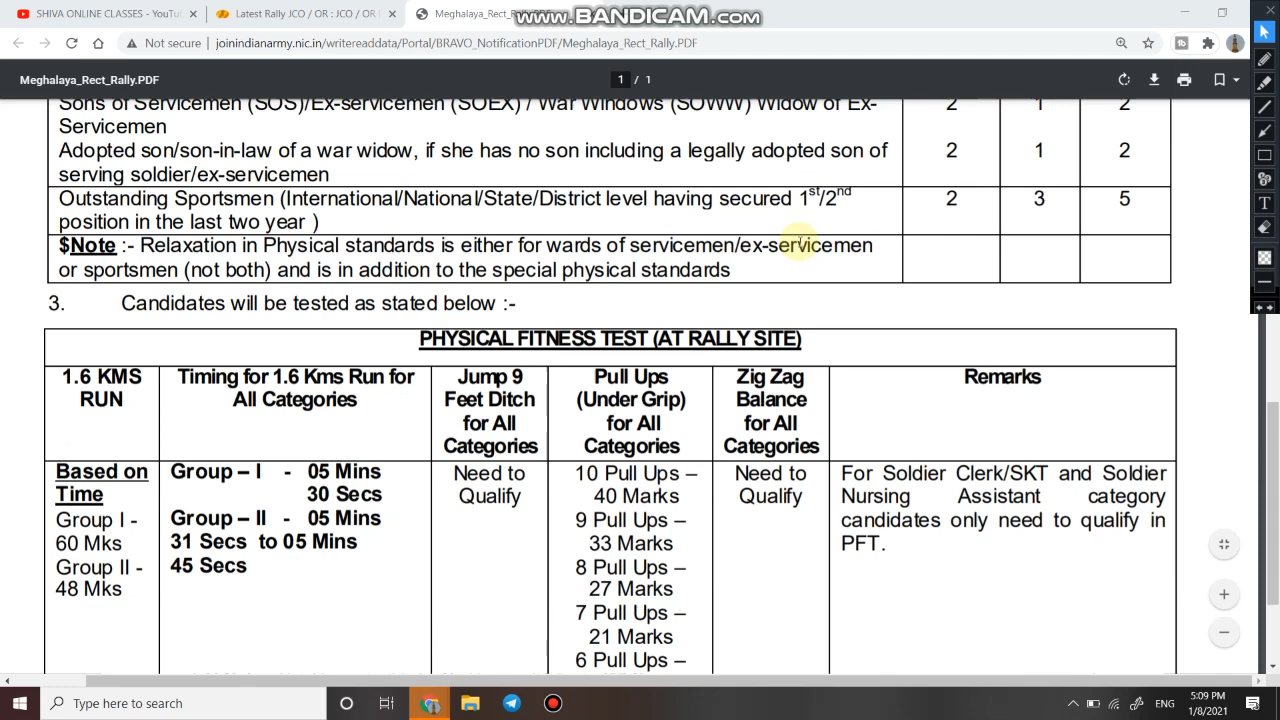 SHIVA ONLINE CLASSES - YouTu
Latest Rally JCO / OR : JCO / OR
Meghalaya_Rect_Rally.PDF
www.BANDICAM.com
Not secure
joinindianarmy.nic.in/writereaddata/Portal/BRAVO_NotificationPDF/Meghalaya_Rect_Rally.PDF
Meghalaya_Rect_Rally.PDF
1 / 1
Sons of Servicemen (SOS)/Ex-servicemen (SOEX) / War Windows (SOWW) Widow of Ex-
Servicemen
2 1 2
Adopted son/son-in-law of a war widow, if she has no son including a legally adopted son of
serving soldier/ex-servicemen
2 1 2
Outstanding Sportsmen (International/National/State/District level having secured 1st/2nd
position in the last two year )
2 3 5
$Note :- Relaxation in Physical standards is either for wards of servicemen/ex-servicemen
or sportsmen (not both) and is in addition to the special physical standards
3. Candidates will be tested as stated below :-
PHYSICAL FITNESS TEST (AT RALLY SITE)
1.6 KMS
RUN
Timing for 1.6 Kms Run for
All Categories
Jump 9
Feet Ditch
for All
Categories
Pull Ups
(Under Grip)
for All
Categories
Zig Zag
Balance
for All
Categories
Remarks
Based on
Time
Group I -
60 Mks
Group II -
48 Mks
Group – I - 05 Mins
30 Secs
Group – II - 05 Mins
31 Secs to 05 Mins
45 Secs
Need to
Qualify
10 Pull Ups –
40 Marks
9 Pull Ups –
33 Marks
8 Pull Ups –
27 Marks
7 Pull Ups –
21 Marks
6 Pull Ups –
Need to
Qualify
For Soldier Clerk/SKT and Soldier
Nursing Assistant category
candidates only need to qualify in
PFT.
Type here to search
ENG
5:09 PM
1/8/2021